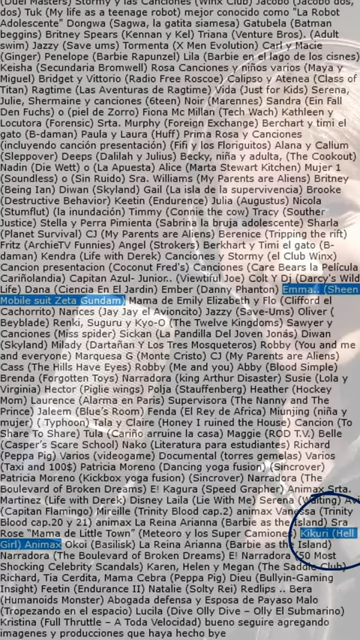 (Duel Masters) Stormy y las Canciones (Winx Club) Jacobo (Jacobo dos,
dos) Tuk (My life as a teenage robot) mejor conocido como "La Robot
Adolescente" Dongwa (Sagwa, la gatita siamesa) Gatubela (Batman
beggins) Britney Spears (Kennan y Kel) Triana (Venture Bros). (Adult
swim) Jazzy (Save ums) Tormenta (X Men Evolution) Carl y Macie
(Ginger) Penelope (Barbie Rapunzel) Lila (Barbie en el lago de los cisnes)
Keisha (Secundaria Bromwell) Rosa Canciones y niños varios (Maya y
Miguel) Bridget y Vittorio (Radio Free Roscoe) Calipso y Atenea (Class of
Titan) Ragtime (Las Aventuras de Ragtime) Vida (Just for Kids) Serena,
Julie, Shermaine y canciones (6teen) Noir (Marenes) Sandra (Ein Fall
Den Fuchs) o (piel de Zorro) Fiona Mc Millan (Tech Wach) Kathleen y
Locutora (Forensic) Srta. Murphy (Foreign Exchange) Berchart y timi el
gato (B-daman) Paula y Laura (Huff) Prima Rosa y Canciones
(incluyendo canción presentación) (Fifi y los Floriguitos) Alana y Callum
(Sleppover) Deeps (Dalilah y Julius) Becky, niña y adulta, (The Cookout)
Nadin (Die Wett) o (La Apuesta) Alice (Marta Stewart Kitchen) Mujer 1
(Soundless) o (Sin Ruido) Sra. Williams (My Parents are Aliens) Britney
(Being Ian) Diwan (Skyland) Gail (La isla de la supervivencia) Brooke
(Destructive Behavior) Keetin (Endurence) Julia (Augustus) Nicola
(Stumflut) (la inundación) Timmy (Connie the cow) Tracy (Souther
Justice) Stella y Perra Pimienta (Sabrina la bruja adolescente) Sharla
(Planet Survival) CJ (My Parents are Aliens) Berenice (Tripping the rift)
Fritz (ArchieTV Funnies) Angel (Strokers) Berkhart y Timi el gato (B-
daman) Kendra (Life with Derek) Canciones y Stormy (el Club Winx)
Cancion presentacion (Coconut Fred's) Canciones (Care Bears la Película
Cariñolandia) Capitan Azul- Junior.. (Viewtiful Joe) Colt Y Dj (Darc's Wild
Life) Dana (Ciencia En El Jardin) Ember (Danny Phanton) Emma.. (Sheen
Mobile suit Zeta Gundam) Mama de Emily Elizabeth y Flo (Clifford el
Cachorrito) Nances (Jay Jay el Avioncito) Jazzy (Save-Ums) Oliver (
Beyblade) Renki, Suguru y Kyo-O (The Twelve Kingdoms) Sawyer y
Canciones (Miss spider) Sickan (La Pandilla Del Joven Jonás) Diwan
(Skyland) Milady (Dartañan Y Los Tres Mosqueteros) Robby (You and me
and everyone) Marquesa G (Monte Cristo) CJ (My Parents are Aliens)
Cass (The Hills Have Eyes) Robby (Me and you) Abby (Blood Simple)
Brenda (Forgotten Toys) Narradora (king Arthur Disaster) Susie (Lola y
Virginia) Hector (Piglie wings) Polja (Stauffenberg) Heather (Hockey
Mom) Laurence (Alarma en Paris) Supervisora (The Nanny and The
Prince) Jaleem (Blue's Room) Fenda (El Rey de Africa) Miunjing (niña y
mujer) ( Typhoon) Tala y Claire (Honey I ruined the House) Cancion (To
Share To Share) Tula (Cariño arruine la casa) Maggie (ROD T.V.) Belle
(Casper's Scare School) Nako (Literatura para estudiantes) Richard
(Peppa Pig) Varios (videogame) Documental (torres gemelas) Varios
(Taxi and 100$) Patricia Moreno (Dancing yoga fusion) (Sincrover)
Patricia Moreno (Kickbox yoga fusion) (Sincrover) Narradora (The
Boulevard of Broken Dreams) E! Kagura (Speed Grapher) Animax Srta.
Martinez (Life with Derek) Disney Laila (Lie With Me) Serena Av
(Capitan Flamingo) Mireille (Trinity Blood cap.2) animax Vanessa (Trinity
Blood cap.20 y 21) animax La Reina Arianna (Barbie as the Island) Sra
Rose "Mama de Little Town" (Meteoro y los Super Camiones) Kikuri (Hell
Girl) Animax Okoi (Basilisk) La Reina Arianna (Barbie as the Island)
Narradora (The Boulevard of Broken Dreams) E! Narradora (50 Most
Shocking Celebrity Scandals) Karen, Helen y Megan (The Saddle Club)
Richard, Tia Cerdita, Mama Cebra (Peppa Pig) Dieu (Bullyin-Gaming
Insight) Feetin (Endurence II) Natalie (Solty Rei) Redlips .. Bera
(Humanoids Monster) Abogada defensa y Esposa de Payaso Malo
(Tropezando en el espacio) Lucila (Dive Olly Dive – Olly El Submarino)
Kristina (Full Throttle – A Toda Velocidad) bueno seguire agregando
imagenes y producciones que haya hecho bye